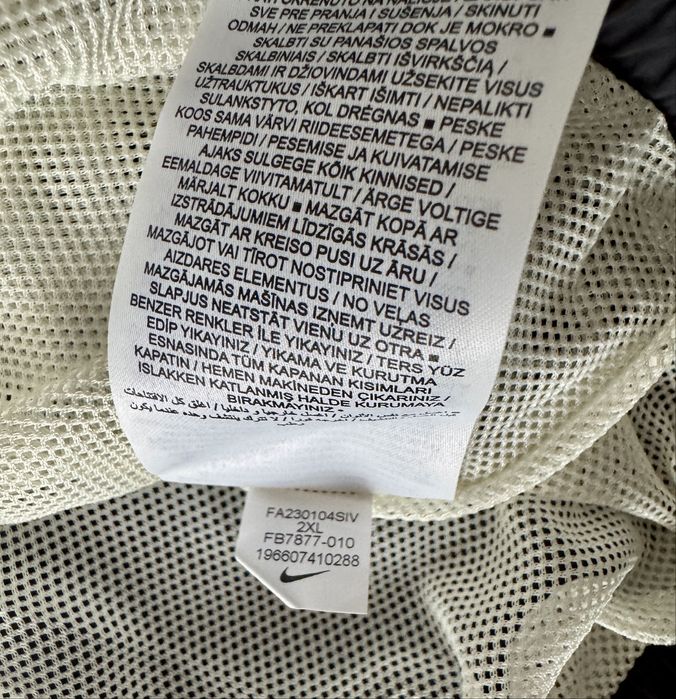 SVE PRE PRANJA I SUŠENJA / SKINUTI
ODMAH / NE PREKLAPATI DOK JE MOKRO ■
SKALBTI SU PANAŠIOS SPALVOS
SKALBINIAIS / SKALBTI IŠVIRKŠČIĄ /
SKALBDAMI IR DŽIOVINDAMI UŽSEKITE VISUS
UŽTRAUKTUKUS / IŠKART IŠIMTI / NEPALIKTI
SULANKSTYTO, KOL DRĖGNAS ■ PESKE
KOOS SAMA VÄRVI RIIDEESEMETEGA / PESKE
PAHEMPIDI / PESEMISE JA KUIVATAMISE
AJAKS SULGEGE KÕIK KINNISED /
EEMALDAGE VIIVITAMATULT / ÄRGE VOLTIGE
MÄRJALT KOKKU ■ MAZGĀT KOPĀ AR
IZSTRĀDĀJUMIEM LĪDZĪGĀS KRĀSĀS /
MAZGĀT AR KREISO PUSI UZ ĀRU /
MAZGĀJOT VAI TĪROT NOSTIPRINIET VISUS
AIZDARES ELEMENTUS / NO VEĻAS
MAZGĀJAMĀS MAŠĪNAS IZŅEMT UZREIZ /
SLAPJUS NEATSTĀT VIENU UZ OTRA ■
BENZER RENKLER İLE YIKAYINIZ / TERS YÜZ
EDİP YIKAYINIZ / YIKAMA VE KURUTMA
ESNASINDA TÜM KAPANAN KISIMLARI
KAPATIN / HEMEN MAKİNEDEN ÇIKARINIZ /
ISLAKKEN KATLANMIŞ HALDE KURUMAYA
BIRAKMAYINIZ
FA230104SIV
2XL
FB7877-010
196607410288